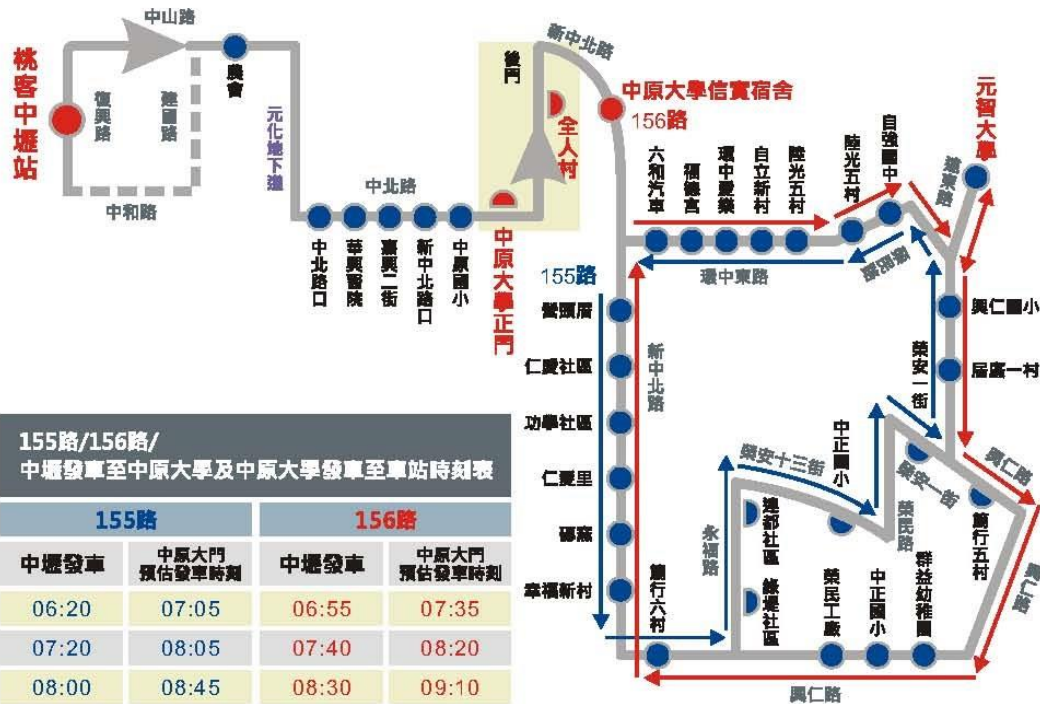 中山路
桃客中壢站
復興路
建國路
中和路
農會
元化地下道
中北路
中北路口
華興醫院
嘉興二街
新中北路口
中原國小
中原大學正門
後門
全人村
新中北路
中原大學信實宿舍
156路
六和汽車
福德宮
環中愛樂
自立新村
陸光五村
陸光五村
自強國中
元智大學
遠東路
環中東路
155路
營頭厝
仁愛社區
功學社區
仁愛里
磚窯
幸福新村
新中北路
篤行六村
永福路
榮安十三街
建都社區
綠堤社區
中正國小
榮民路
榮安一街
榮安一街
興仁國小
居廣一村
興仁路
篤行五村
興仁路
榮民工廠
中正國小
群益幼稚園
興仁路
155路/156路/
中壢發車至中原大學及中原大學發車至車站時刻表
155路 156路
中壢發車 中原大門預估發車時刻 中壢發車 中原大門預估發車時刻
06:20 07:05 06:55 07:35
07:20 08:05 07:40 08:20
08:00 08:45 08:30 09:10